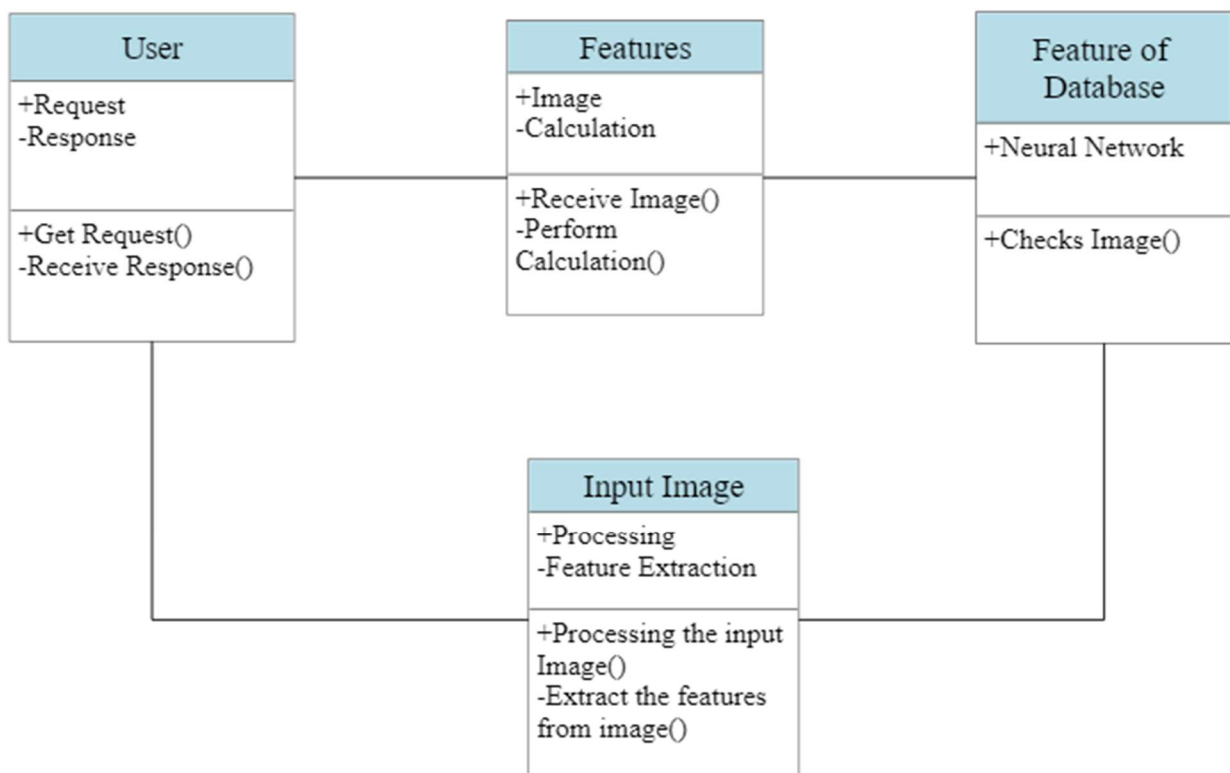 User
+Request
-Response
+Get Request()
-Receive Response()
Features
+Image
-Calculation
+Receive Image()
-Perform
Calculation()
Feature of
Database
+Neural Network
+Checks Image()
Input Image
+Processing
-Feature Extraction
+Processing the input
Image()
-Extract the features
from image()